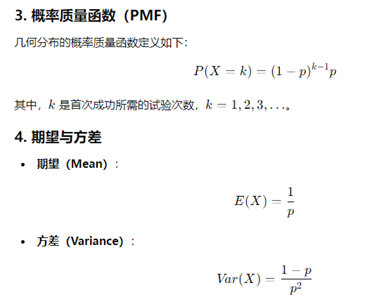 3. 概率质量函数（PMF）
几何分布的概率质量函数定义如下：
P(X = k) = (1 − p)^{k−1}p
其中，k 是首次成功所需的试验次数，k = 1, 2, 3, …。
4. 期望与方差
• 期望（Mean）：
E(X) = \frac{1}{p}
• 方差（Variance）：
Var(X) = \frac{1 − p}{p^2}